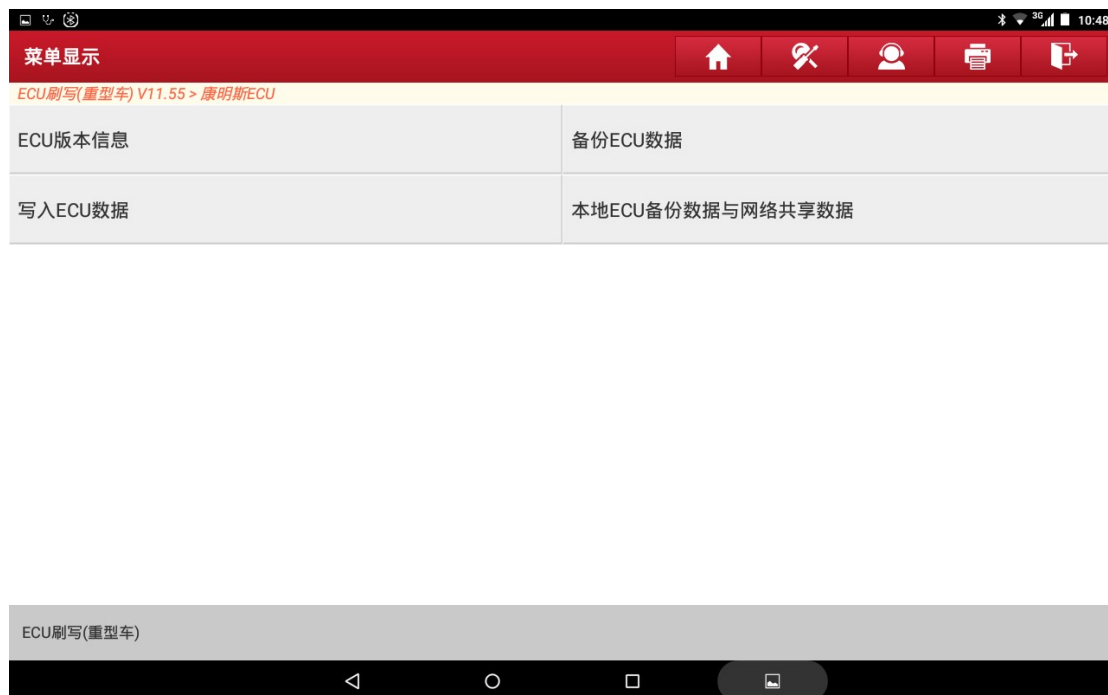 3G 10:48
菜单显示
ECU刷写(重型车) V11.55 > 康明斯ECU
ECU版本信息
备份ECU数据
写入ECU数据
本地ECU备份数据与网络共享数据
ECU刷写(重型车)